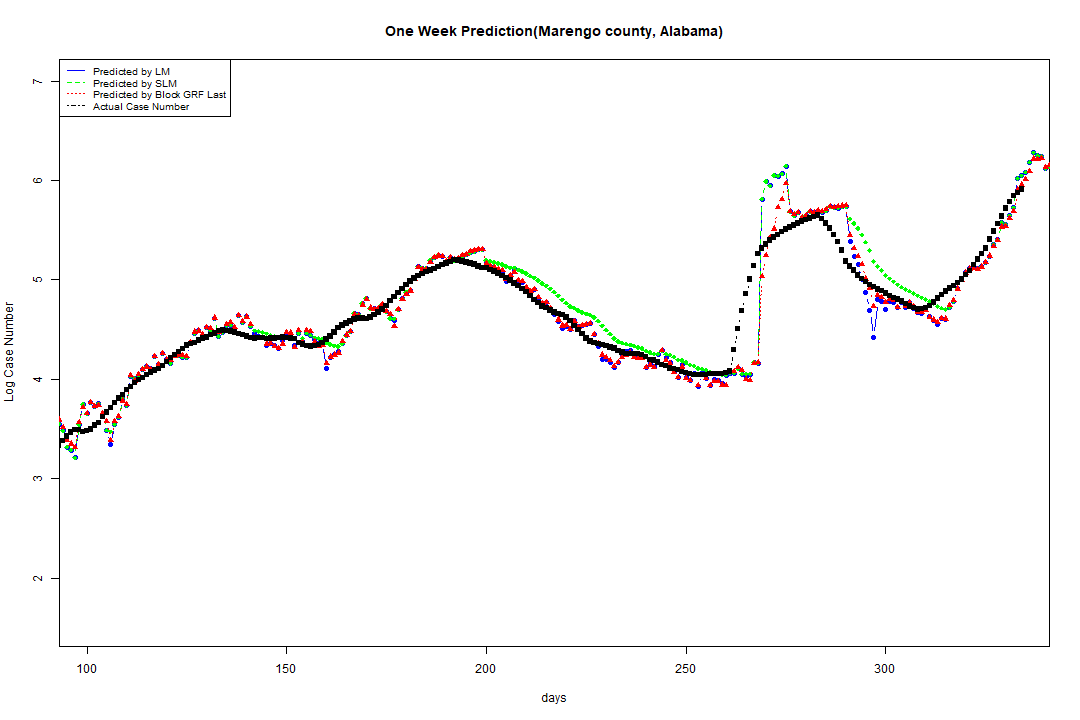 One Week Prediction(Marengo county, Alabama)
Predicted by LM
Predicted by SLM
Predicted by Block GRF Last
Actual Case Number
7
6
5
4
3
2
Log Case Number
100 150 200 250 300
days